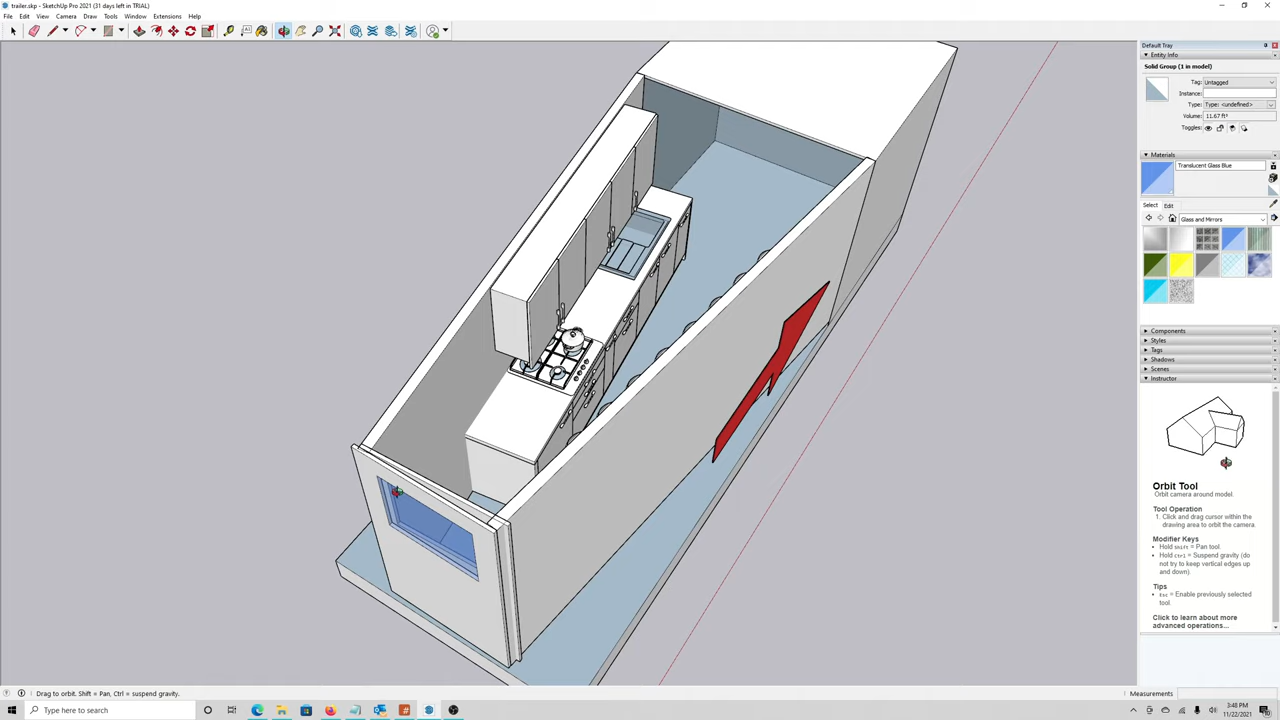 trailer.skp - SketchUp Pro 2021 (31 days left in TRIAL)
File Edit View Camera Draw Tools Window Extensions Help
Default Tray
Entity Info
Solid Group (1 in model)
Tag: Untagged
Instance:
Type: Type: <undefined>
Volume: 11.67 ft³
Toggles:
Materials
Translucent Glass Blue
Select Edit
Glass and Mirrors
Components
Styles
Tags
Shadows
Scenes
Instructor
Orbit Tool
Orbit camera around model.
Tool Operation
1. Click and drag cursor within the
drawing area to orbit the camera.
Modifier Keys
• Hold Shift = Pan tool.
• Hold Ctrl = Suspend gravity (do
not try to keep vertical edges up
and down).
Tips
• Esc = Enable previously selected
tool.
Click to learn about more
advanced operations...
Drag to orbit. Shift = Pan, Ctrl = suspend gravity.
Measurements
Type here to search
3:48 PM
11/22/2021